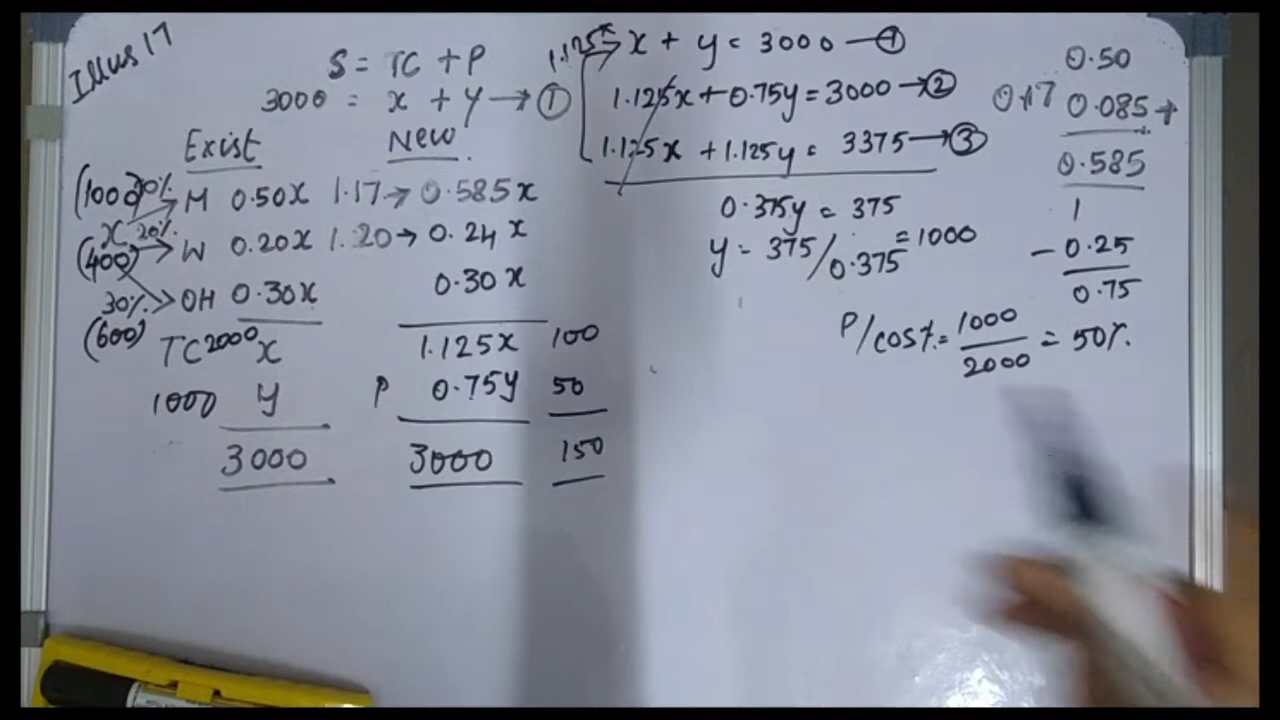 Illus 17
S = TC + P
3000 = x + y → ①
Exist New
(1000) 50% M 0.50x 1.17 → 0.585x
x 20% W 0.20x 1.20 → 0.24x
(400)
30% OH 0.30x 0.30x
(600) TC 2000 x 1.125x 100
1000 y P 0.75y 50
3000 3000 150
1.125 x x + y = 3000 — ①
1.125x + 0.75y = 3000 → ②
1.125x + 1.125y = 3375 → ③
0.375y = 375
y = 375/0.375 = 1000
P/cost% = 1000/2000 = 50%.
0.50
0.17 0.085 +
0.585
1
- 0.25
0.75